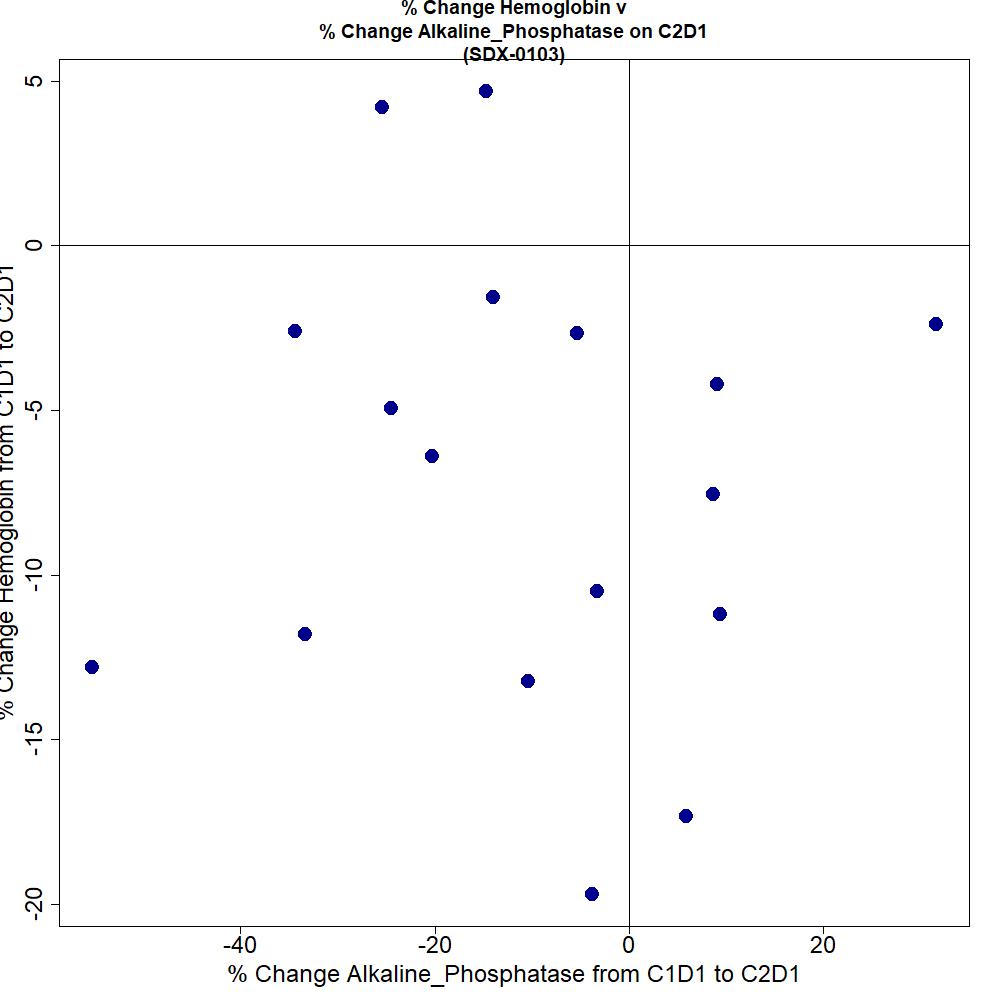 % Change Hemoglobin v
% Change Alkaline_Phosphatase on C2D1
(SDX-0103)
% Change Hemoglobin from C1D1 to C2D1
5
0
-5
-10
-15
-20
-40
-20
0
20
% Change Alkaline_Phosphatase from C1D1 to C2D1